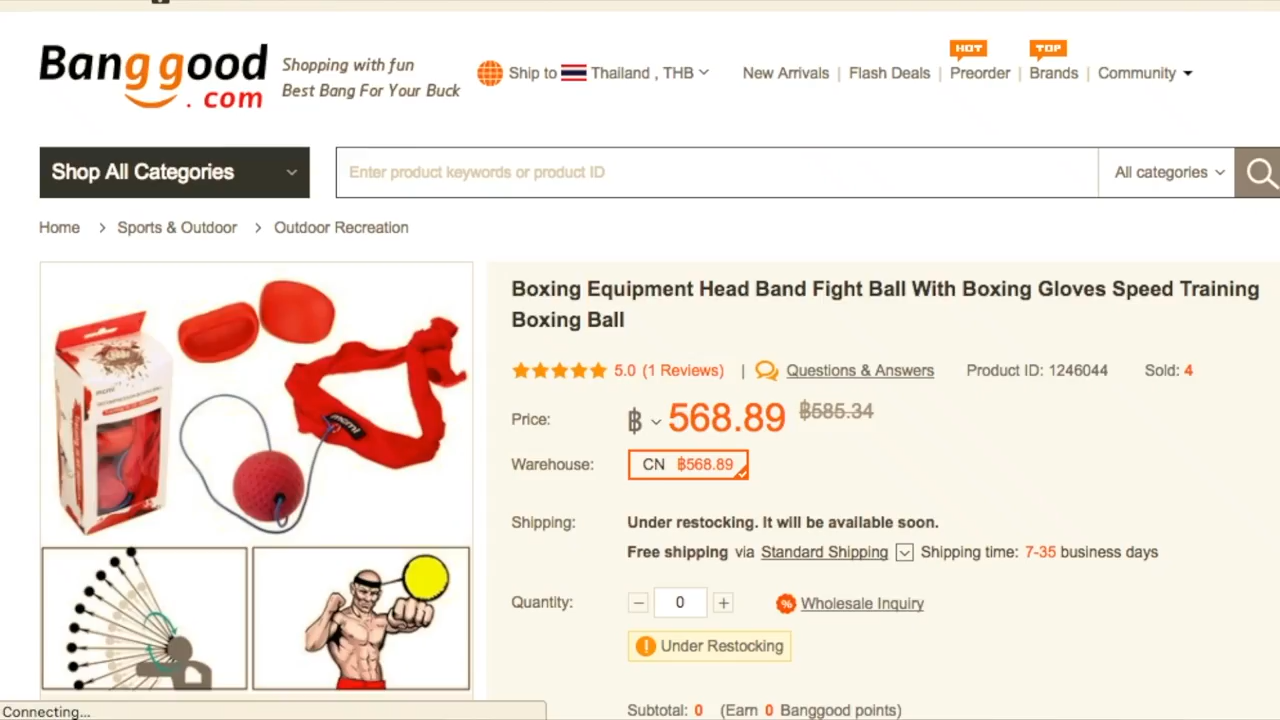 Banggood
.com
Shopping with fun
Best Bang For Your Buck
Ship to Thailand , THB
New Arrivals | Flash Deals | Preorder | Brands | Community
HOT
TOP
Shop All Categories
Enter product keywords or product ID
All categories
Home > Sports & Outdoor > Outdoor Recreation
Boxing Equipment Head Band Fight Ball With Boxing Gloves Speed Training
Boxing Ball
5.0 (1 Reviews) | Questions & Answers Product ID: 1246044 Sold: 4
Price: ฿ 568.89 ฿585.34
Warehouse: CN ฿568.89
Shipping: Under restocking. It will be available soon.
Free shipping via Standard Shipping Shipping time: 7-35 business days
Quantity: − 0 + % Wholesale Inquiry
! Under Restocking
Subtotal: 0 (Earn 0 Banggood points)
Connecting...